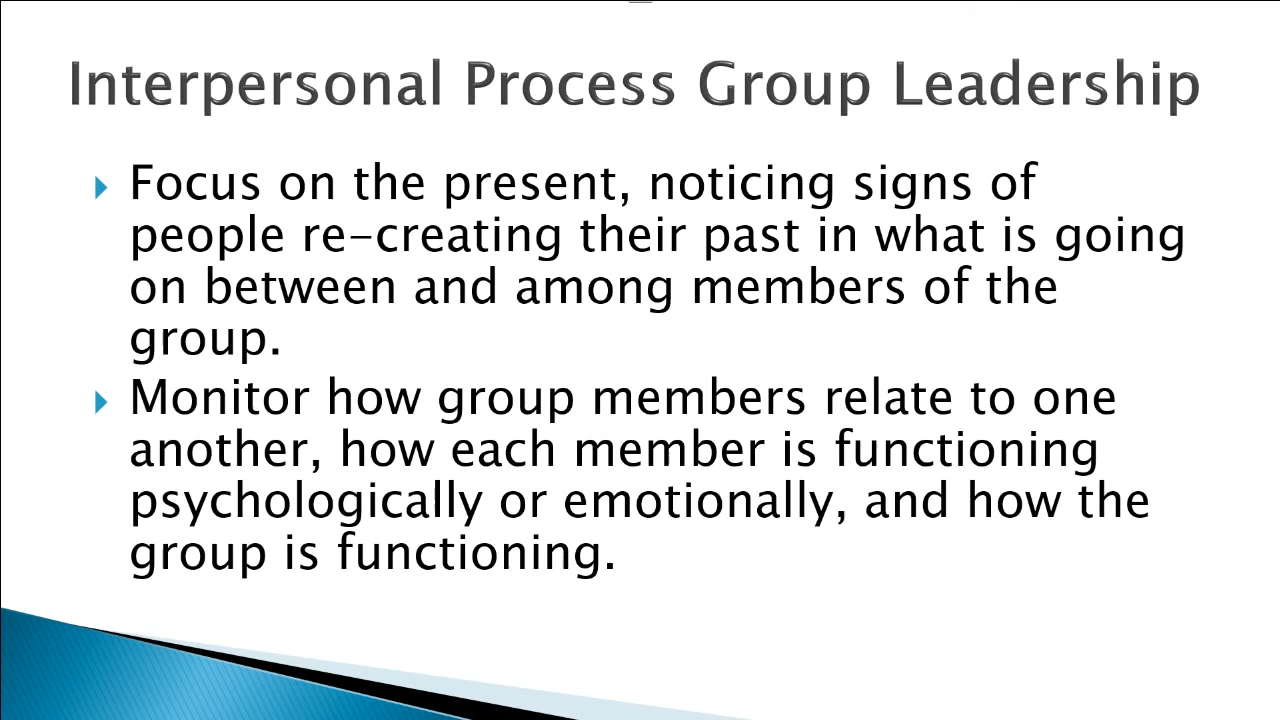 Interpersonal Process Group Leadership
Focus on the present, noticing signs of
people re-creating their past in what is going
on between and among members of the
group.
Monitor how group members relate to one
another, how each member is functioning
psychologically or emotionally, and how the
group is functioning.